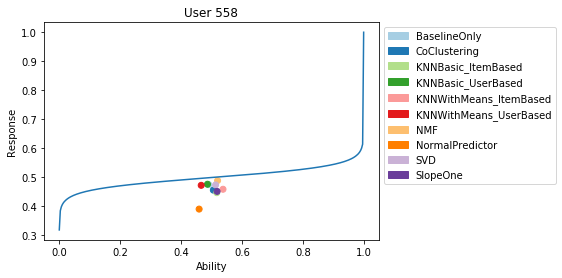 User 558
Response
1.0
0.9
0.8
0.7
0.6
0.5
0.4
0.3
0.0
0.2
0.4
0.6
0.8
1.0
Ability
BaselineOnly
CoClustering
KNNBasic_ItemBased
KNNBasic_UserBased
KNNWithMeans_ItemBased
KNNWithMeans_UserBased
NMF
NormalPredictor
SVD
SlopeOne